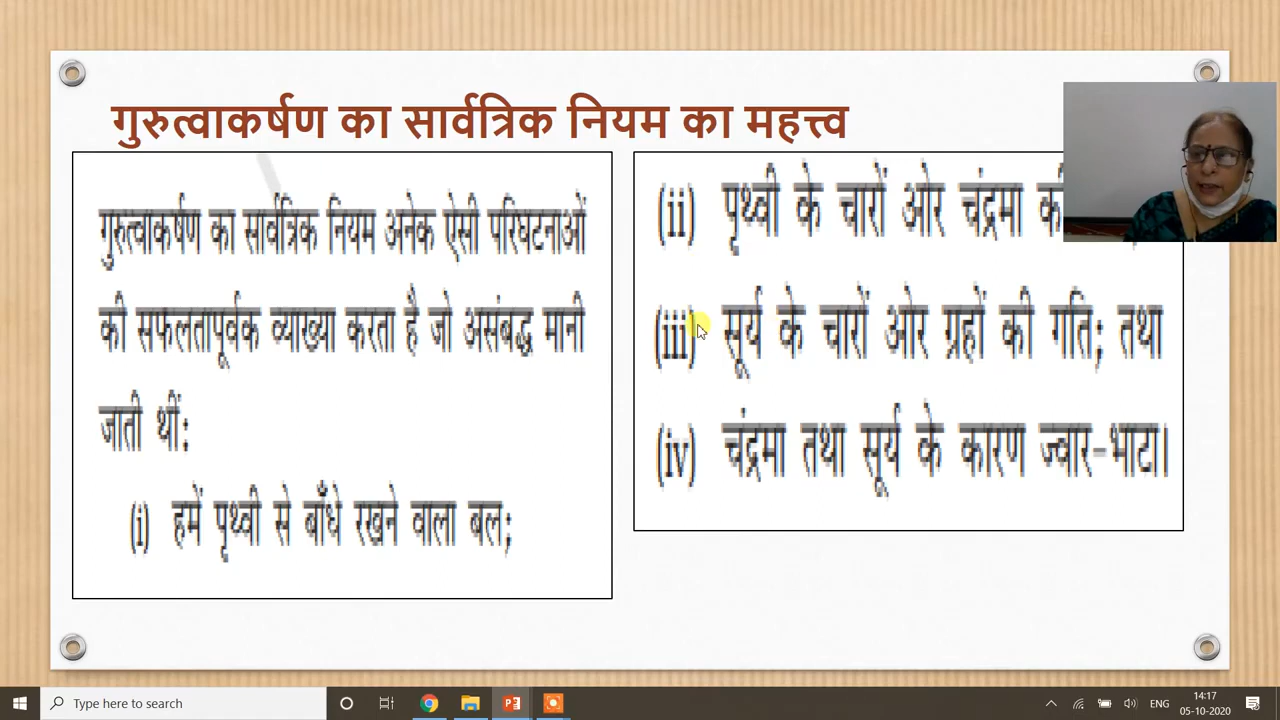 गुरुत्वाकर्षण का सार्वत्रिक नियम का महत्त्व
गुरुत्वाकर्षण का सार्वत्रिक नियम अनेक ऐसी परिघटनाओं
की सफलतापूर्वक व्याख्या करता है जो असंबद्ध मानी
जाती थीं:
(i) हमें पृथ्वी से बाँधे रखने वाला बल;
(ii) पृथ्वी के चारों ओर चंद्रमा की
(iii) सूर्य के चारों ओर ग्रहों की गति; तथा
(iv) चंद्रमा तथा सूर्य के कारण ज्वार-भाटा।
Type here to search
ENG
14:17
05-10-2020